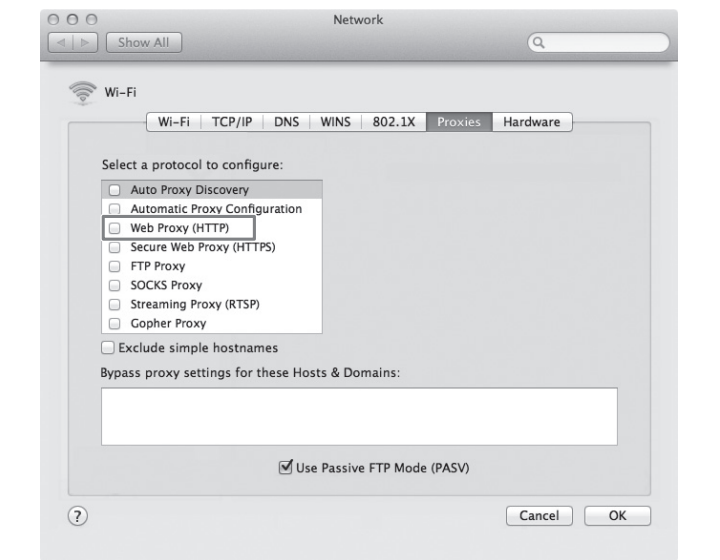 Network
Show All
Wi-Fi
Wi-Fi TCP/IP DNS WINS 802.1X Proxies Hardware
Select a protocol to configure:
Auto Proxy Discovery
Automatic Proxy Configuration
Web Proxy (HTTP)
Secure Web Proxy (HTTPS)
FTP Proxy
SOCKS Proxy
Streaming Proxy (RTSP)
Gopher Proxy
Exclude simple hostnames
Bypass proxy settings for these Hosts & Domains:
Use Passive FTP Mode (PASV)
? Cancel OK